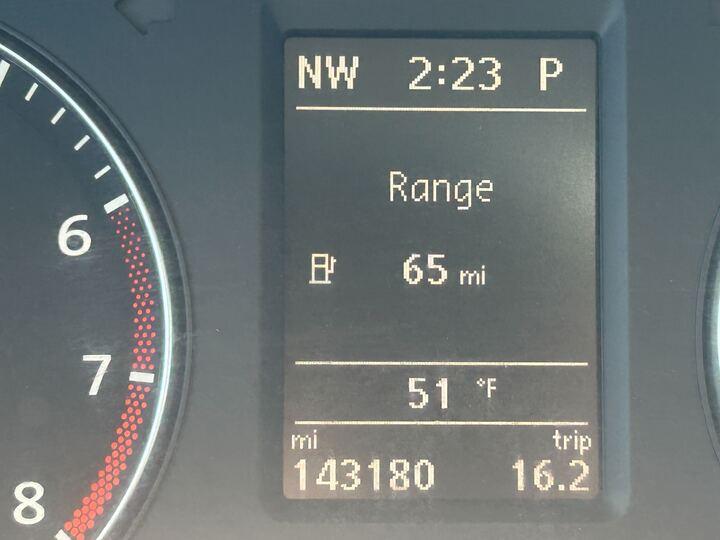 NW 2:23 P
Range
65 mi
51 °F
mi trip
143180 16.2
6
7
8